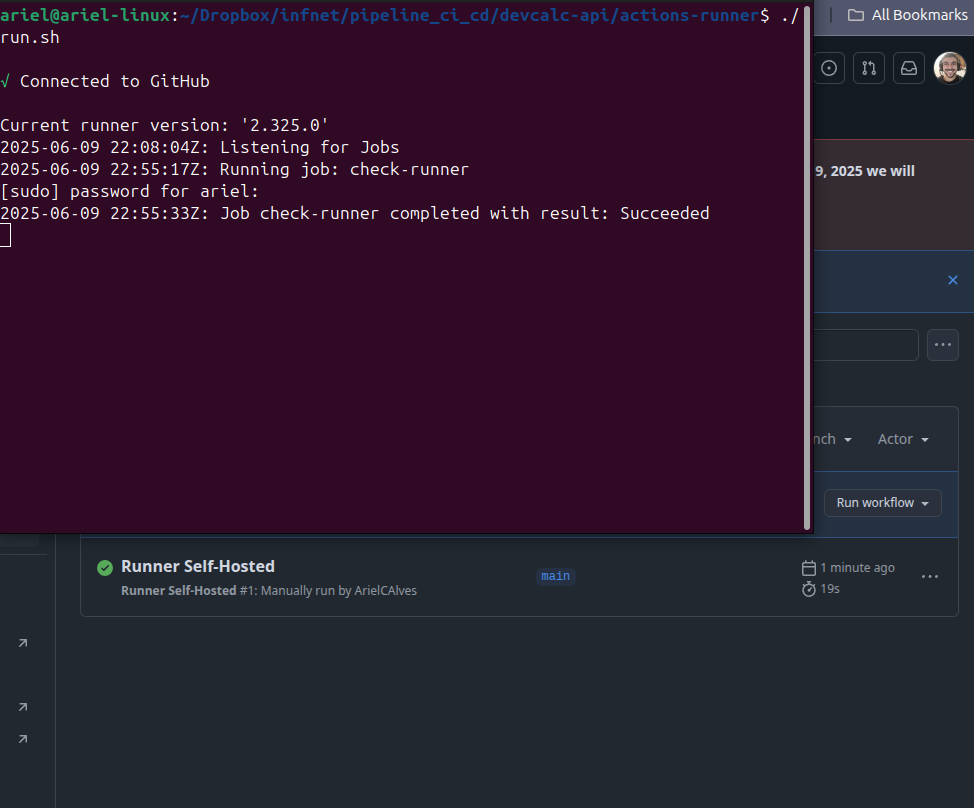 ariel@ariel-linux:~/Dropbox/infnet/pipeline_ci_cd/devcalc-api/actions-runner$ ./
run.sh
√ Connected to GitHub
Current runner version: '2.325.0'
2025-06-09 22:08:04Z: Listening for Jobs
2025-06-09 22:55:17Z: Running job: check-runner
[sudo] password for ariel:
2025-06-09 22:55:33Z: Job check-runner completed with result: Succeeded
All Bookmarks
9, 2025 we will
nch Actor
Run workflow
Runner Self-Hosted
Runner Self-Hosted #1: Manually run by ArielCAlves
main
1 minute ago
19s